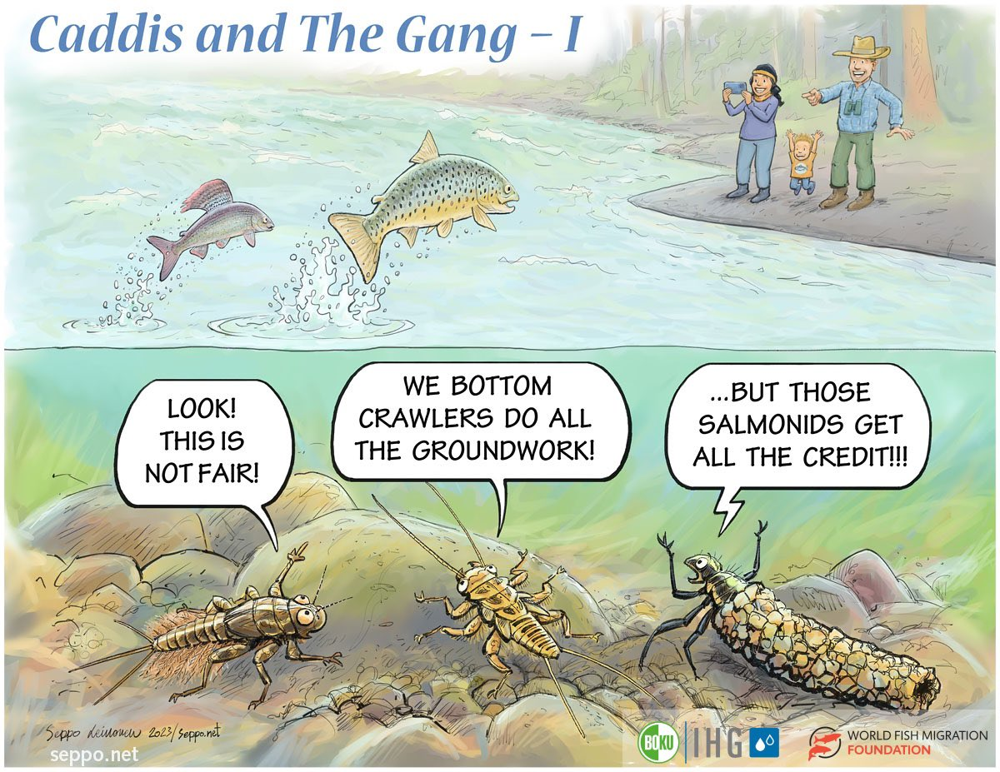 Caddis and The Gang – I
LOOK!
THIS IS
NOT FAIR!
WE BOTTOM
CRAWLERS DO ALL
THE GROUNDWORK!
...BUT THOSE
SALMONIDS GET
ALL THE CREDIT!!!
Seppo Leinonen 2023/seppo.net
seppo.net
BOKU
IHG
WORLD FISH MIGRATION
FOUNDATION